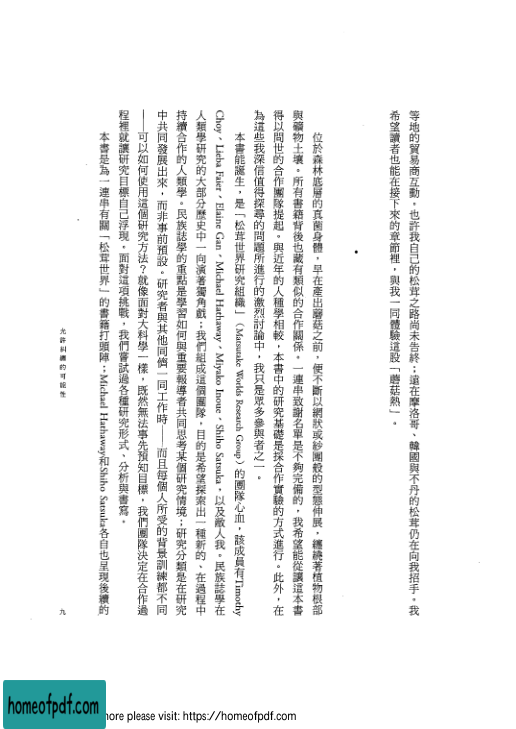 等地的貿易商互動。也許我自己的松茸之路尚未告終；遠在摩洛哥、韓國與不丹的松茸仍在向我招手。我
希望讀者也能在接下來的章節裡，與我一同體驗這股「蘑菇熱」。
•
位於森林底層的真菌身體，早在產出蘑菇之前，便不斷以網狀或紗團般的型態伸展，纏繞著植物根部
與礦物土壤。所有書籍背後也藏有類似的合作關係。一連串致謝名單是不夠完備的，我希望能從讓這本書
得以問世的合作團隊提起。與近年的人種學相較，本書中的研究基礎是採合作實驗的方式進行。此外，在
為這些我深信值得探尋的問題所進行的激烈討論中，我只是眾多參與者之一。
本書能誕生，是「松茸世界研究組織」（Matsutake Worlds Research Group）的團隊心血，該成員有Timothy
Choy、Lieba Faier、Elaine Gan、Michael Hathaway、Miyako Inoue、Shiho Satsuka，以及敝人我。民族誌學在
人類學研究的大部分歷史中一向演著獨角戲；我們組成這個團隊，目的是希望探索出一種新的、在過程中
持續合作的人類學。民族誌學的重點是學習如何與重要報導者共同思考某個研究情境；研究分類是在研究
中共同發展出來，而非事前預設。研究者與其他同儕一同工作時——而且每個人所受的背景訓練都不同
——可以如何使用這個研究方法？就像面對大科學一樣，既然無法事先預知目標，我們團隊決定在合作過
程裡就讓研究目標自己浮現。面對這項挑戰，我們嘗試過各種研究形式、分析與書寫。
本書是為一連串有關「松茸世界」的書籍打頭陣；Michael Hathaway和Shiho Satsuka各自也呈現後續的
允許糾纏的可能性
九
homeofpdf.com
more please visit: https://homeofpdf.com